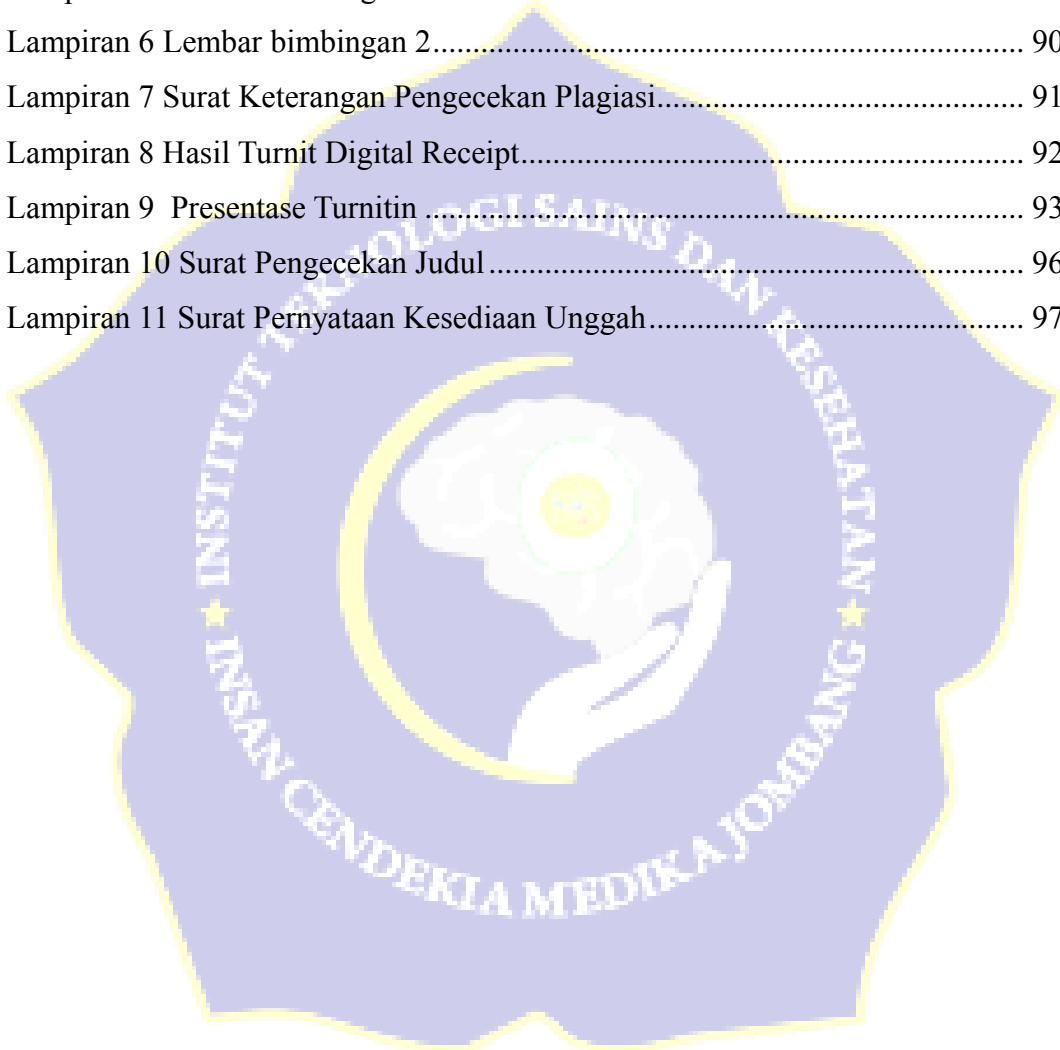 Lampiran 6 Lembar bimbingan 2........................................................................... 90
Lampiran 7 Surat Keterangan Pengecekan Plagiasi............................................... 91
Lampiran 8 Hasil Turnit Digital Receipt................................................................ 92
Lampiran 9  Presentase Turnitin ............................................................................ 93
Lampiran 10 Surat Pengecekan Judul.................................................................... 96
Lampiran 11 Surat Pernyataan Kesediaan Unggah................................................ 97
INSTITUT TEKNOLOGI SAINS DAN KESEHATAN
INSAN CENDEKIA MEDIKA JOMBANG